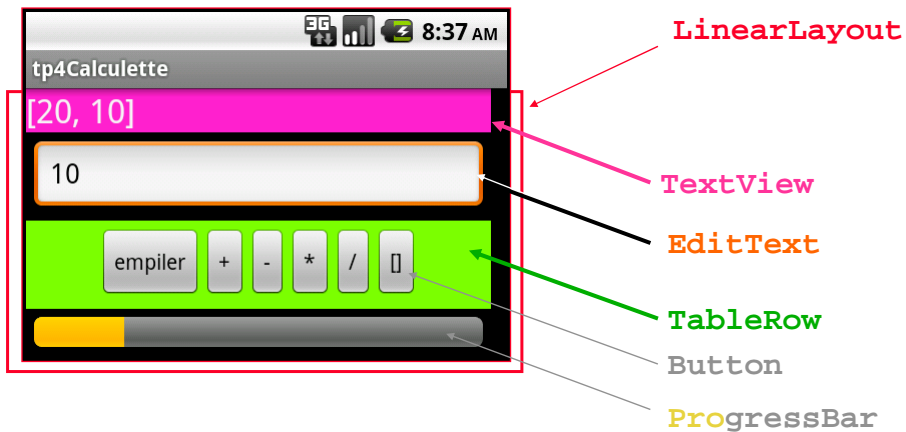 3G 8:37 AM
LinearLayout
tp4Calculette
[20, 10]
10
TextView
EditText
empiler + - * / []
TableRow
Button
ProgressBar